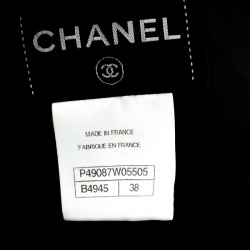 CHANEL
MADE IN FRANCE
FABRIQUE EN FRANCE
P49087W05505
B4945 38